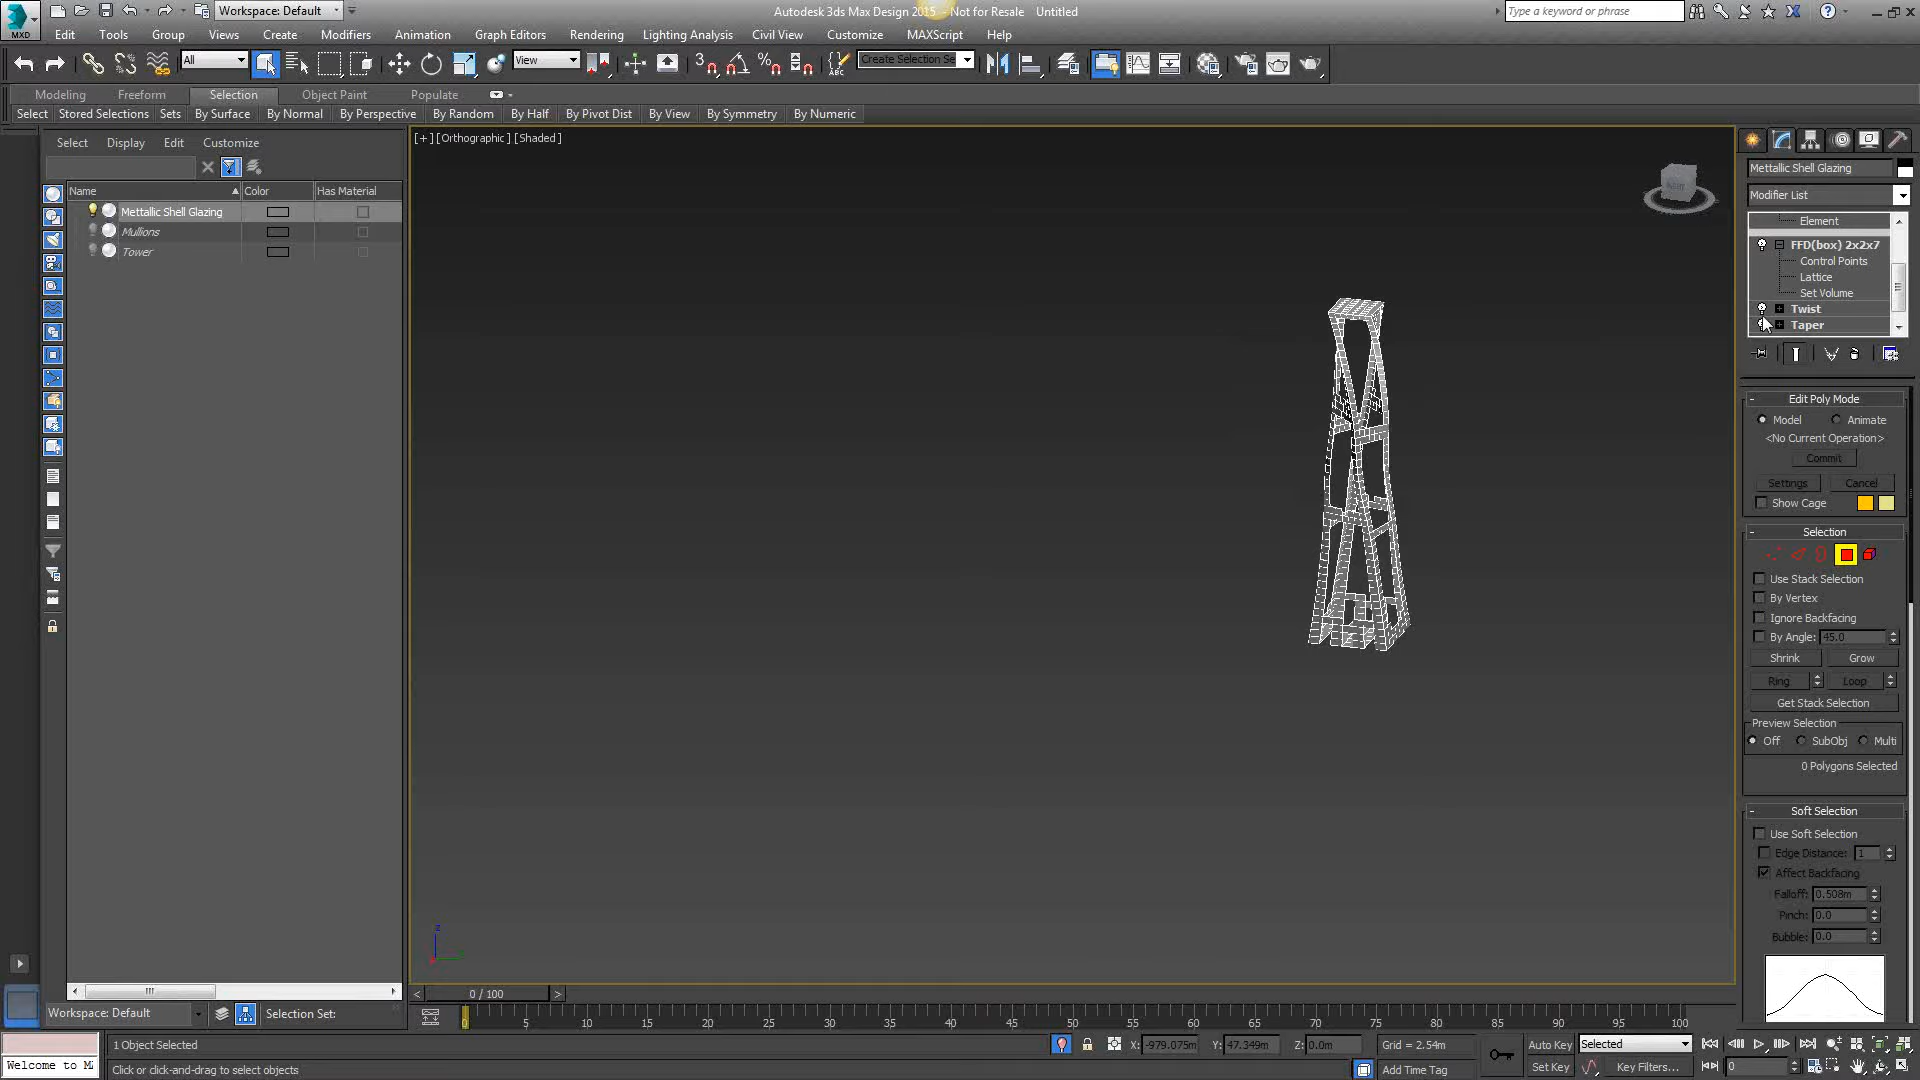 Workspace: Default
Autodesk 3ds Max Design 2015 - Not for Resale Untitled
Type a keyword or phrase
MXD
Edit Tools Group Views Create Modifiers Animation Graph Editors Rendering Lighting Analysis Civil View Customize MAXScript Help
All
View
3
ABC
Create Selection Se
Modeling Freeform Selection Object Paint Populate
Select Stored Selections Sets By Surface By Normal By Perspective By Random By Half By Pivot Dist By View By Symmetry By Numeric
Select Display Edit Customize
Name Color Has Material
Mettallic Shell Glazing
Mullions
Tower
[+] [Orthographic] [Shaded]
z
Mettallic Shell Glazing
Modifier List
Element
FFD(box) 2x2x7
Control Points
Lattice
Set Volume
Twist
Taper
Edit Poly Mode
Model Animate
<No Current Operation>
Commit
Settings Cancel
Show Cage
Selection
Use Stack Selection
By Vertex
Ignore Backfacing
By Angle: 45.0
Shrink Grow
Ring Loop
Get Stack Selection
Preview Selection
Off SubObj Multi
0 Polygons Selected
Soft Selection
Use Soft Selection
Edge Distance: 1
Affect Backfacing
Falloff: 0.508m
Pinch: 0.0
Bubble: 0.0
0 / 100
Workspace: Default Selection Set:
0 5 10 15 20 25 30 35 40 45 50 55 60 65 70 75 80 85 90 95 100
1 Object Selected
X: -979.075m Y: 47.349m Z: 0.0m Grid = 2.54m
Auto Key Selected
Welcome to M
Click or click-and-drag to select objects
Add Time Tag
Set Key Key Filters... 0